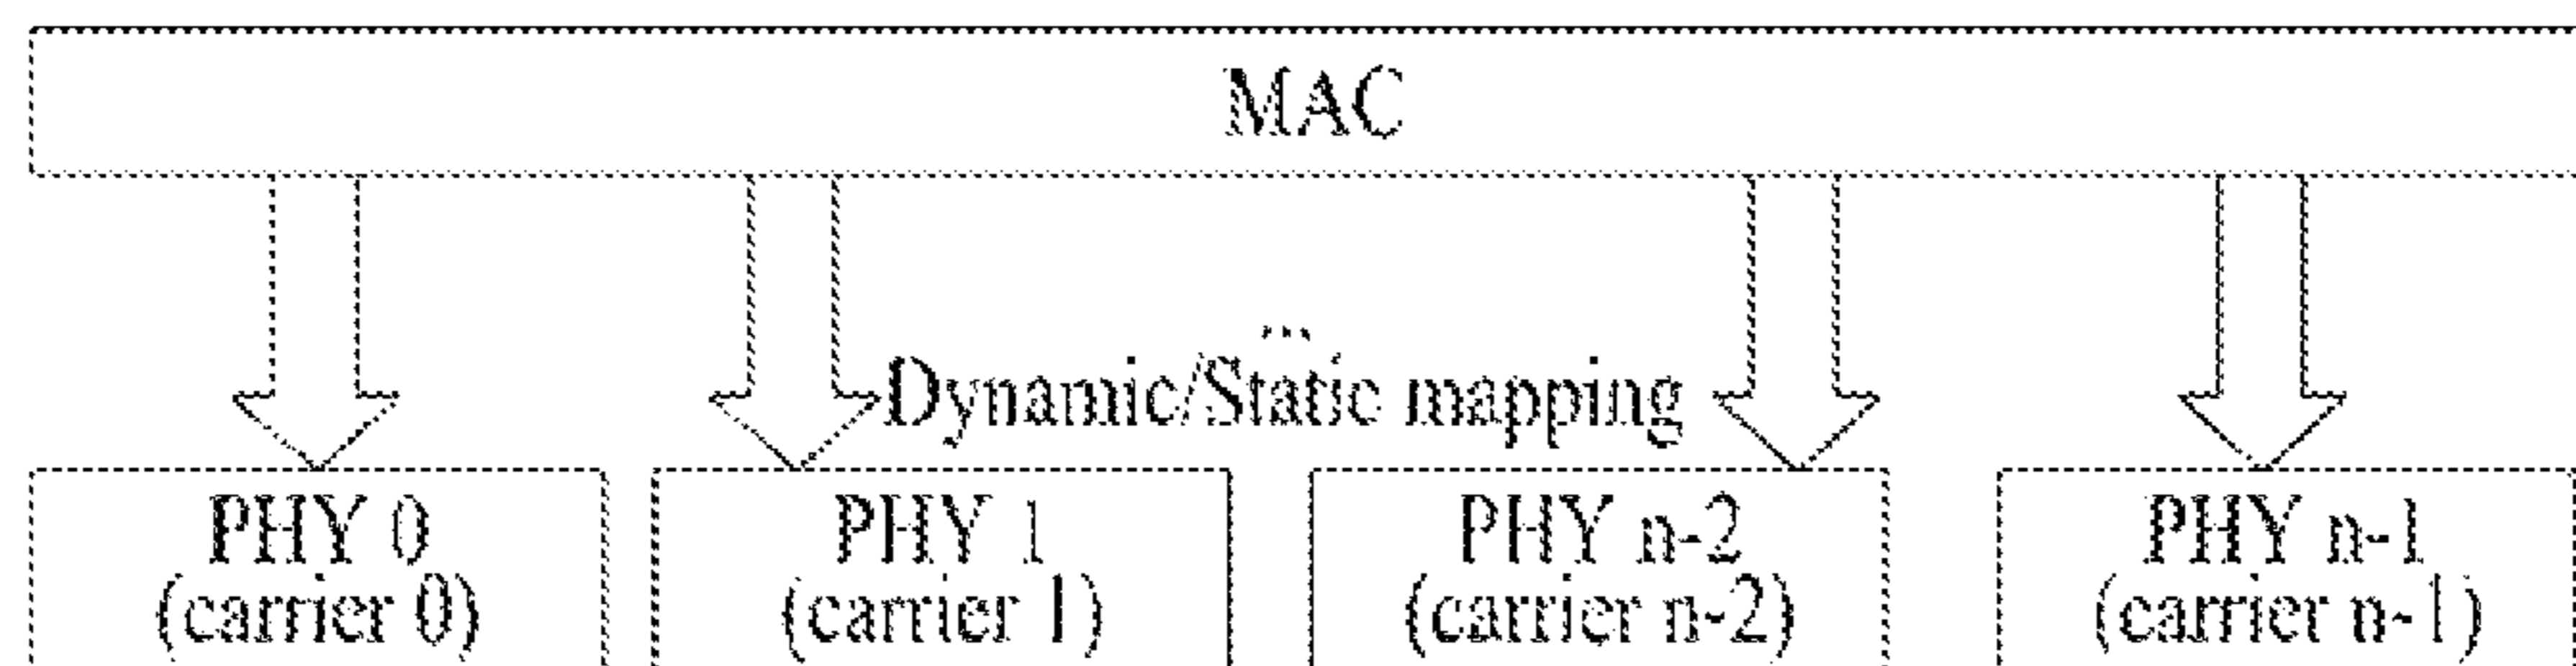 MAC
...
Dynamic/Static mapping
PHY 0
(carrier 0)
PHY 1
(carrier 1)
PHY n-2
(carrier n-2)
PHY n-1
(carrier n-1)